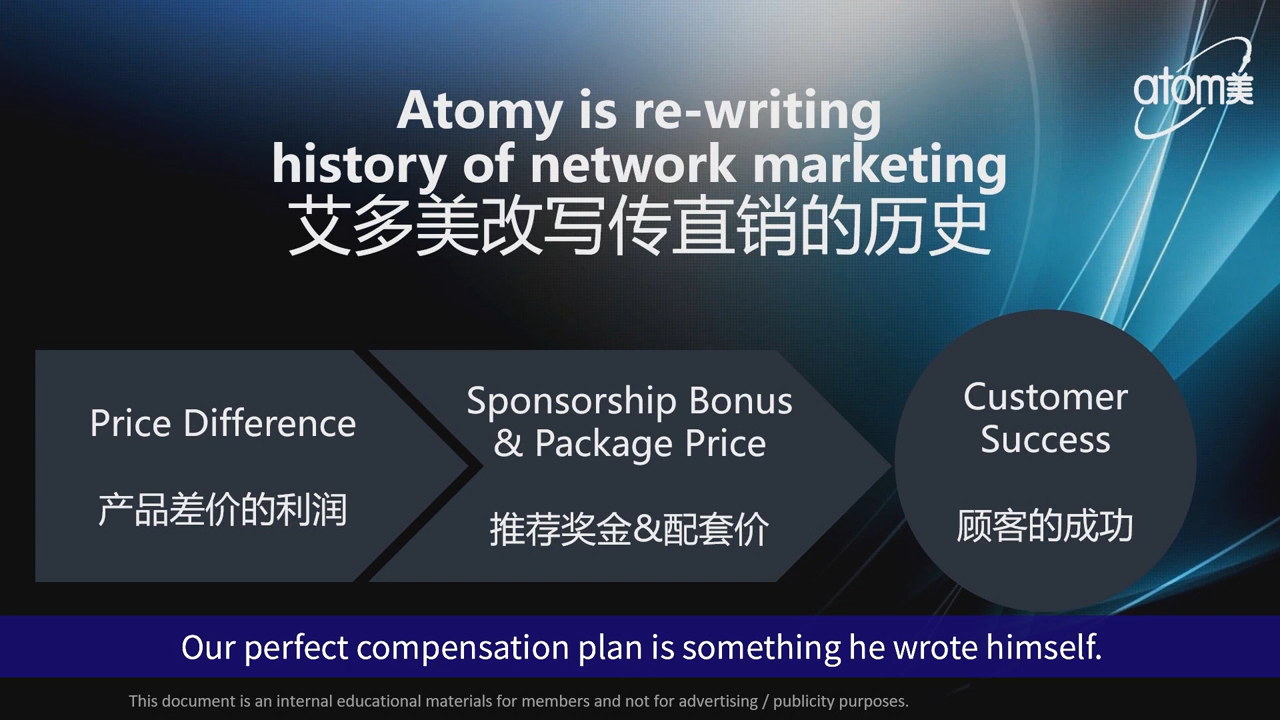 atom美
Atomy is re-writing
history of network marketing
艾多美改写传直销的历史
Price Difference
产品差价的利润
Sponsorship Bonus
& Package Price
推荐奖金&配套价
Customer
Success
顾客的成功
Our perfect compensation plan is something he wrote himself.
This document is an internal educational materials for members and not for advertising / publicity purposes.